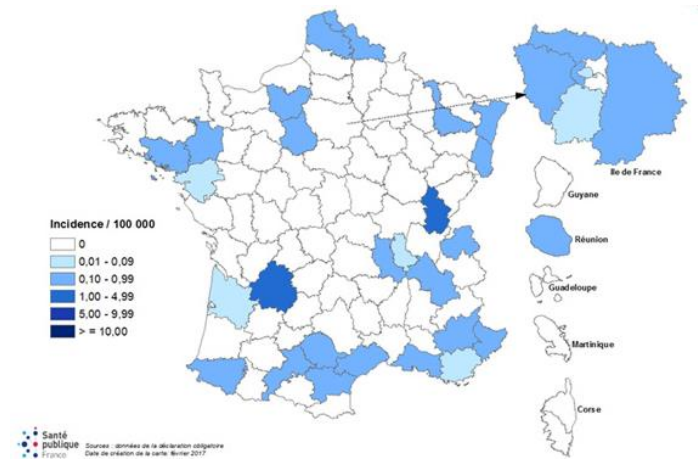 Ile de France
Guyane
Incidence / 100 000
0
0,01 - 0,09
0,10 - 0,99
1,00 - 4,99
5,00 - 9,99
> = 10,00
Réunion
Guadeloupe
Martinique
Corse
Santé
publique
France
Sources : données de la déclaration obligatoire
Date de création de la carte: février 2017